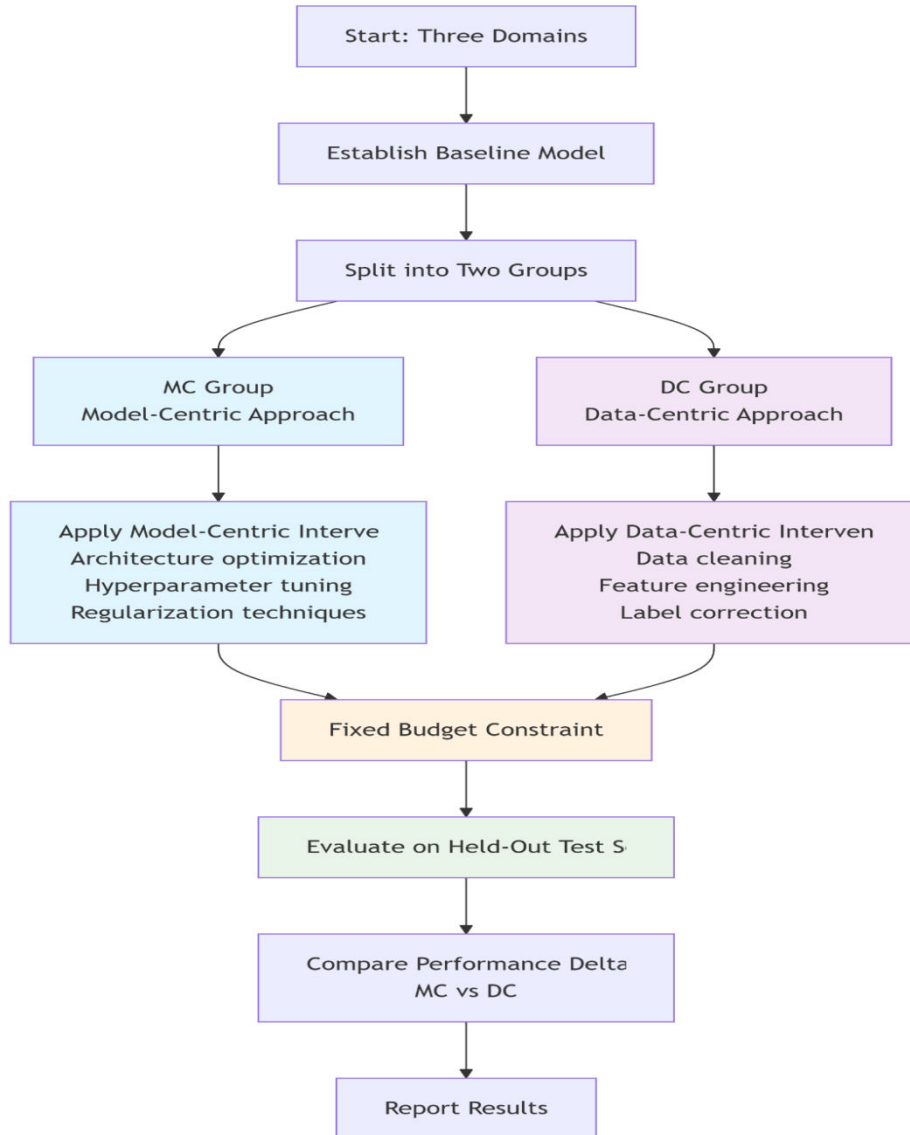 Start: Three Domains
Establish Baseline Model
Split into Two Groups
MC Group
Model-Centric Approach
DC Group
Data-Centric Approach
Apply Model-Centric Interve
Architecture optimization
Hyperparameter tuning
Regularization techniques
Apply Data-Centric Interven
Data cleaning
Feature engineering
Label correction
Fixed Budget Constraint
Evaluate on Held-Out Test S
Compare Performance Delta
MC vs DC
Report Results